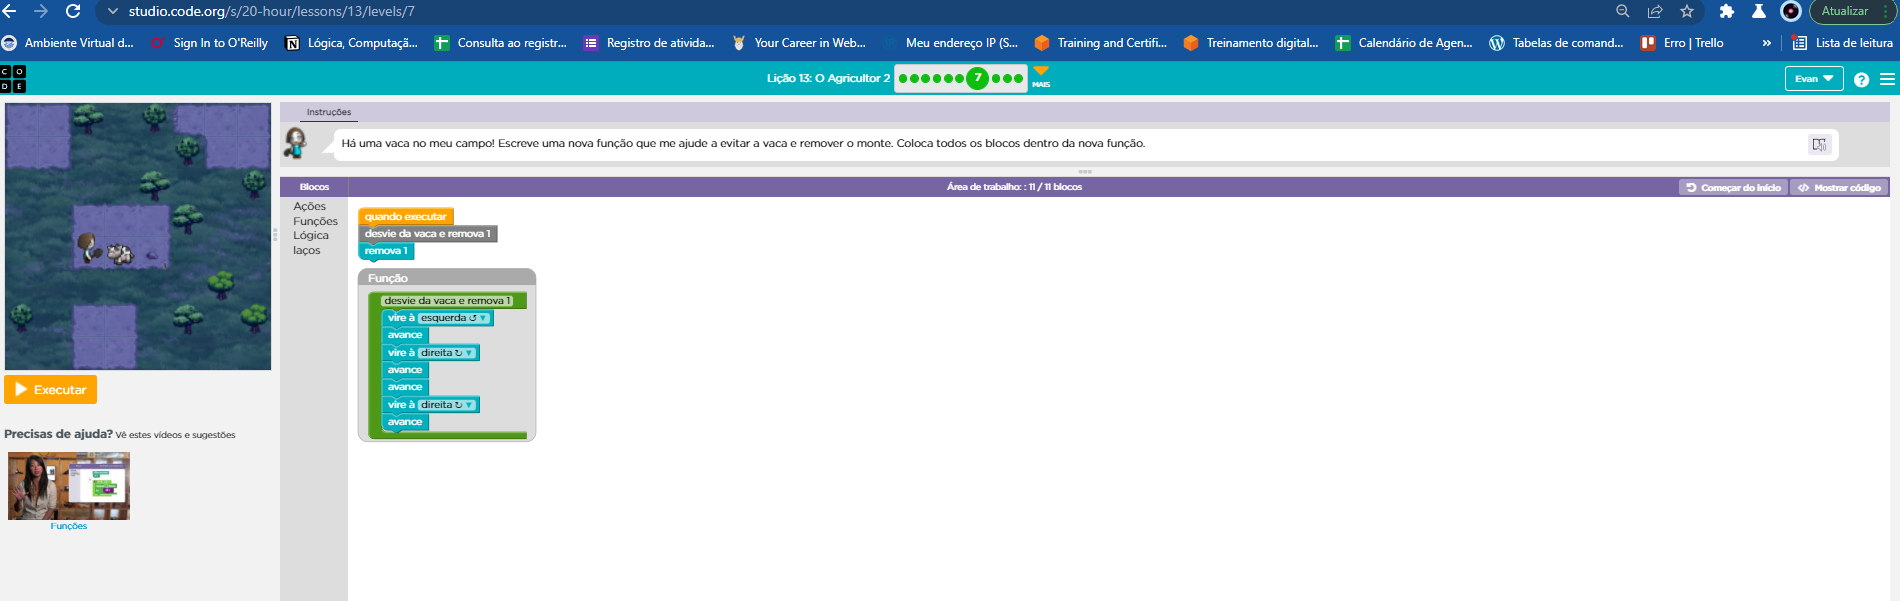 studio.code.org/s/20-hour/lessons/13/levels/7
Atualizar
Ambiente Virtual d...
Sign In to O'Reilly
Lógica, Computaçã...
Consulta ao registr...
Registro de ativida...
Your Career in Web...
Meu endereço IP (S...
Training and Certifi...
Treinamento digital...
Calendário de Agen...
Tabelas de comand...
Erro | Trello
»
Lista de leitura
C O
D E
Lição 13: O Agricultor 2
7
MAIS
Evan
?
Instruções
Há uma vaca no meu campo! Escreve uma nova função que me ajude a evitar a vaca e remover o monte. Coloca todos os blocos dentro da nova função.
Blocos
Área de trabalho: : 11 / 11 blocos
Começar do início
Mostrar código
Ações
Funções
Lógica
laços
quando executar
desvie da vaca e remova 1
remova 1
Função
desvie da vaca e remova 1
vire à esquerda ↺
avance
vire à direita ↻
avance
avance
vire à direita ↻
avance
Executar
Precisas de ajuda? Vê estes vídeos e sugestões
Funções